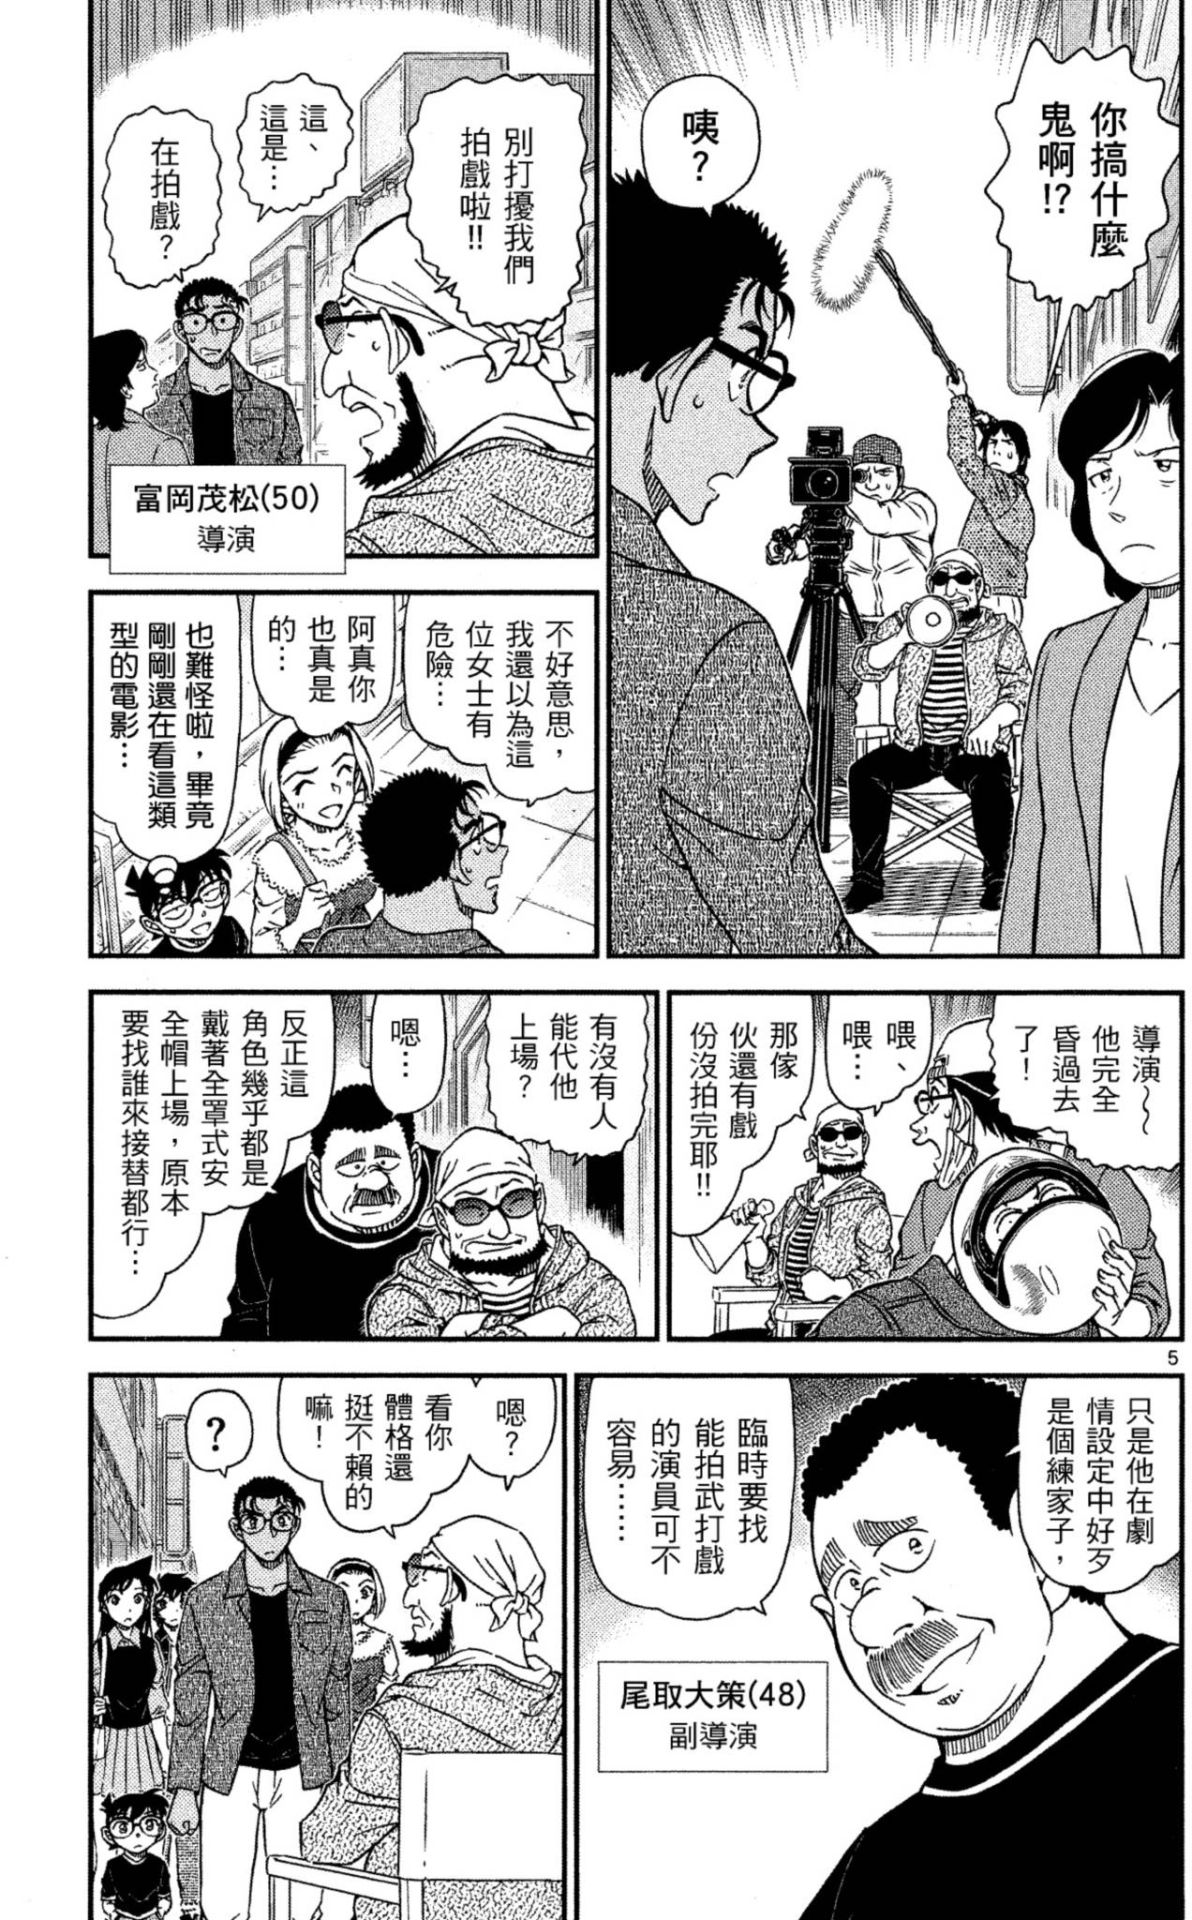 你搞什麼
鬼啊!?
咦?
別打擾我們
拍戲啦!!
這、
這是…
在拍戲?
富岡茂松(50)
導演
不好意思,
我還以為這
位女士有
危險…
阿真你
也真是
的…
也難怪啦,畢竟
剛剛還在看這類
型的電影…
導演~
他完全
昏過去
了!
喂、
喂…
那傢
伙還有戲
份沒拍完耶!!
有沒有人
能代他
上場?
嗯…
反正這
角色幾乎都是
戴著全罩式安
全帽上場,原本
要找誰來接替都行…
5
只是他在劇
情設定中好歹
是個練家子,
臨時要找
能拍武打戲
的演員可不
容易……
尾取大策(48)
副導演
嗯?
看你
體格還
挺不賴的
嘛!
?